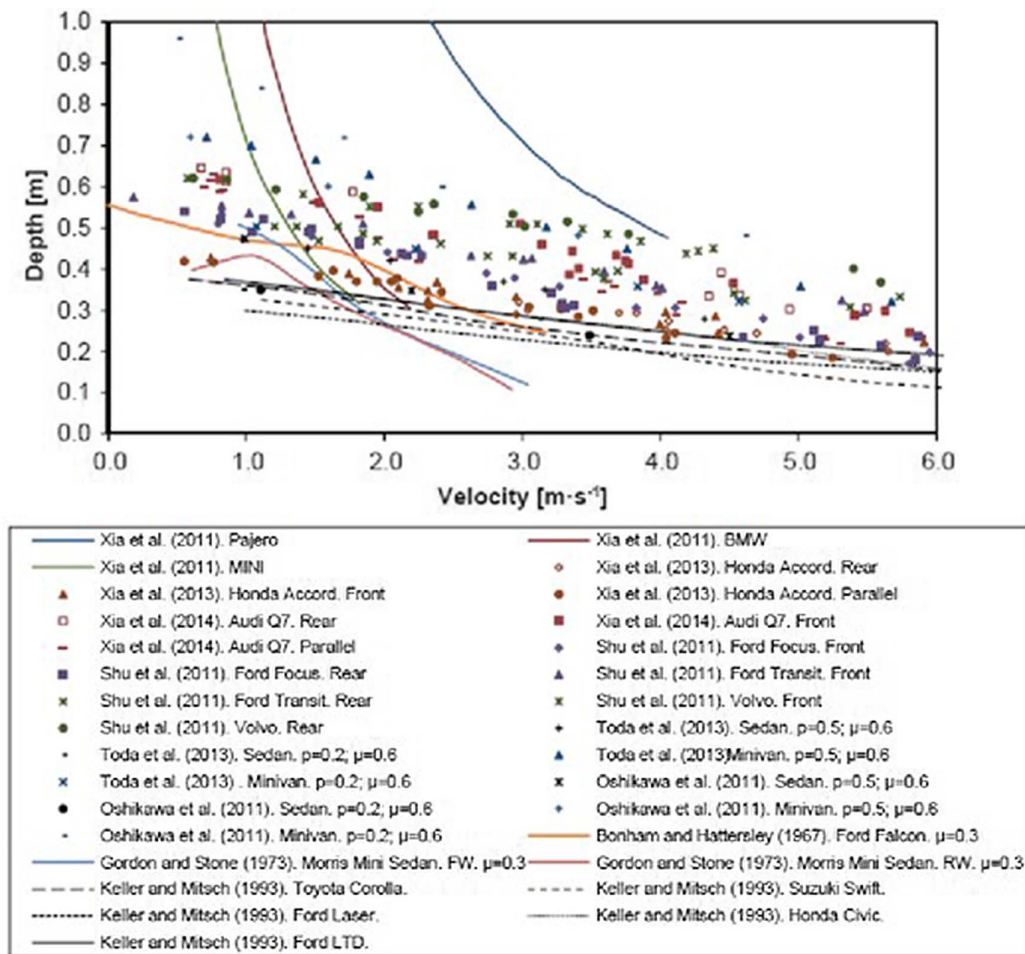 1.0
0.9
0.8
0.7
0.6
0.5
0.4
0.3
0.2
0.1
0.0
Depth [m]
0.0 1.0 2.0 3.0 4.0 5.0 6.0
Velocity [m·s⁻¹]
Xia et al. (2011). Pajero
Xia et al. (2011). BMW
Xia et al. (2011). MINI
Xia et al. (2013). Honda Accord. Rear
Xia et al. (2013). Honda Accord. Front
Xia et al. (2013). Honda Accord. Parallel
Xia et al. (2014). Audi Q7. Rear
Xia et al. (2014). Audi Q7. Front
Xia et al. (2014). Audi Q7. Parallel
Shu et al. (2011). Ford Focus. Front
Shu et al. (2011). Ford Focus. Rear
Shu et al. (2011). Ford Transit. Front
Shu et al. (2011). Ford Transit. Rear
Shu et al. (2011). Volvo. Front
Shu et al. (2011). Volvo. Rear
Toda et al. (2013). Sedan. p=0.5; μ=0.6
Toda et al. (2013). Sedan. p=0.2; μ=0.6
Toda et al. (2013)Minivan. p=0.5; μ=0.6
Toda et al. (2013) . Minivan. p=0.2; μ=0.6
Oshikawa et al. (2011). Sedan. p=0.5; μ=0.6
Oshikawa et al. (2011). Sedan. p=0.2; μ=0.6
Oshikawa et al. (2011). Minivan. p=0.5; μ=0.6
Oshikawa et al. (2011). Minivan. p=0.2; μ=0.6
Bonham and Hattersley (1967). Ford Falcon. μ=0.3
Gordon and Stone (1973). Morris Mini Sedan. FW. μ=0.3
Gordon and Stone (1973). Morris Mini Sedan. RW. μ=0.3
Keller and Mitsch (1993). Toyota Corolla.
Keller and Mitsch (1993). Suzuki Swift.
Keller and Mitsch (1993). Ford Laser.
Keller and Mitsch (1993). Honda Civic.
Keller and Mitsch (1993). Ford LTD.